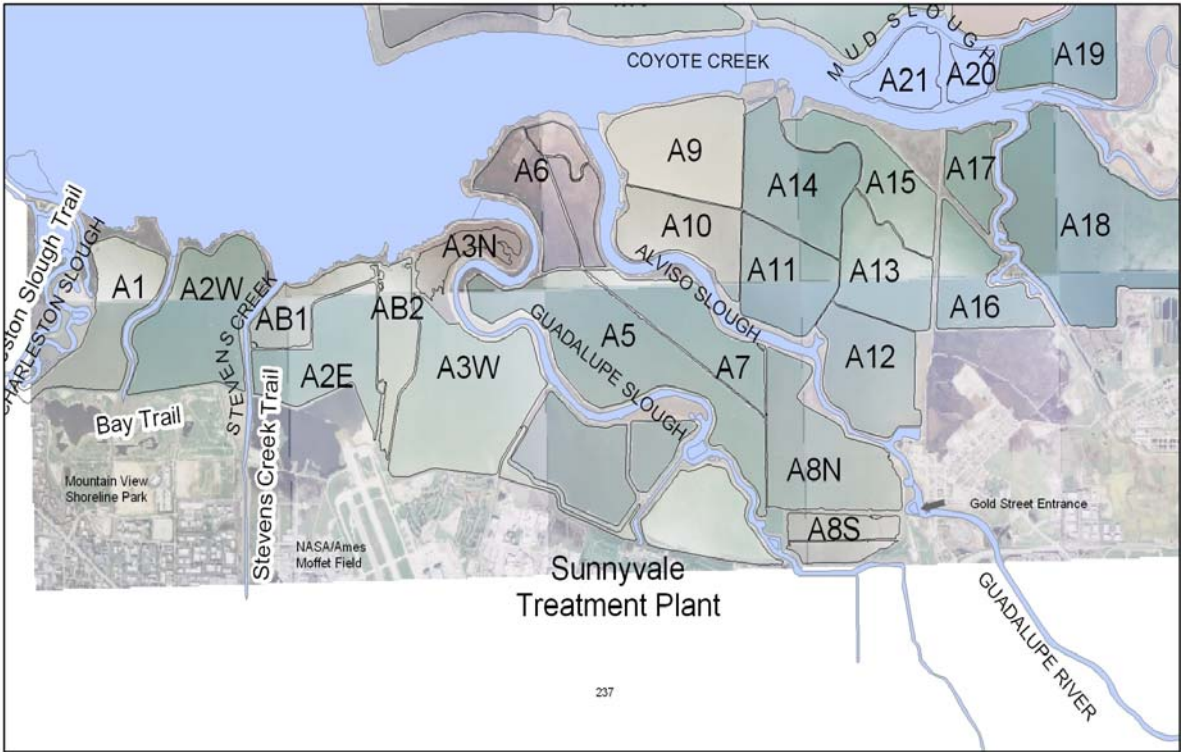 COYOTE CREEK
MUD SLOUGH
A19
A20
A21
A9
A6
A14
A15
A17
A18
A10
A3N
ALVISO SLOUGH
A11
A13
A16
A1
A2W
AB1
AB2
CHARLESTON SLOUGH
Slough Trail
STEVENS CREEK
GUADALUPE SLOUGH
A5
A7
A12
A2E
A3W
Bay Trail
Stevens Creek Trail
A8N
Mountain View
Shoreline Park
Gold Street Entrance
A8S
NASA/Ames
Moffet Field
Sunnyvale
Treatment Plant
GUADALUPE RIVER
237